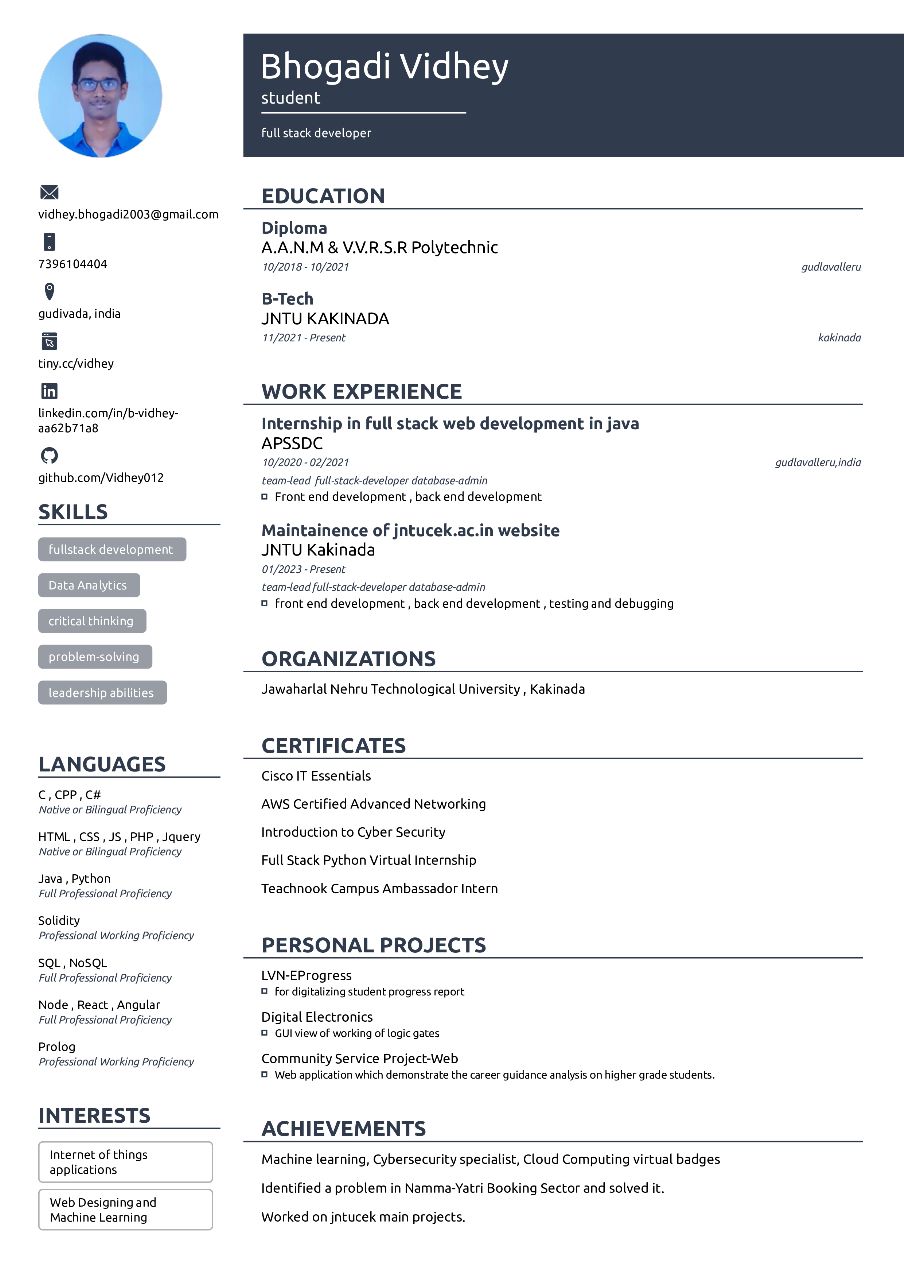 Bhogadi Vidhey
student
full stack developer
vidhey.bhogadi2003@gmail.com
7396104404
gudivada, india
tiny.cc/vidhey
linkedin.com/in/b-vidhey-
aa62b71a8
github.com/Vidhey012
SKILLS
fullstack development
Data Analytics
critical thinking
problem-solving
leadership abilities
LANGUAGES
C , CPP , C#
Native or Bilingual Proficiency
HTML , CSS , JS , PHP , Jquery
Native or Bilingual Proficiency
Java , Python
Full Professional Proficiency
Solidity
Professional Working Proficiency
SQL , NoSQL
Full Professional Proficiency
Node , React , Angular
Full Professional Proficiency
Prolog
Professional Working Proficiency
INTERESTS
Internet of things
applications
Web Designing and
Machine Learning
EDUCATION
Diploma
A.A.N.M & V.V.R.S.R Polytechnic
10/2018 - 10/2021 gudlavalleru
B-Tech
JNTU KAKINADA
11/2021 - Present kakinada
WORK EXPERIENCE
Internship in full stack web development in java
APSSDC
10/2020 - 02/2021 gudlavalleru,india
team-lead full-stack-developer database-admin
Front end development , back end development
Maintainence of jntucek.ac.in website
JNTU Kakinada
01/2023 - Present
team-lead full-stack-developer database-admin
front end development , back end development , testing and debugging
ORGANIZATIONS
Jawaharlal Nehru Technological University , Kakinada
CERTIFICATES
Cisco IT Essentials
AWS Certified Advanced Networking
Introduction to Cyber Security
Full Stack Python Virtual Internship
Teachnook Campus Ambassador Intern
PERSONAL PROJECTS
LVN-EProgress
for digitalizing student progress report
Digital Electronics
GUI view of working of logic gates
Community Service Project-Web
Web application which demonstrate the career guidance analysis on higher grade students.
ACHIEVEMENTS
Machine learning, Cybersecurity specialist, Cloud Computing virtual badges
Identified a problem in Namma-Yatri Booking Sector and solved it.
Worked on jntucek main projects.